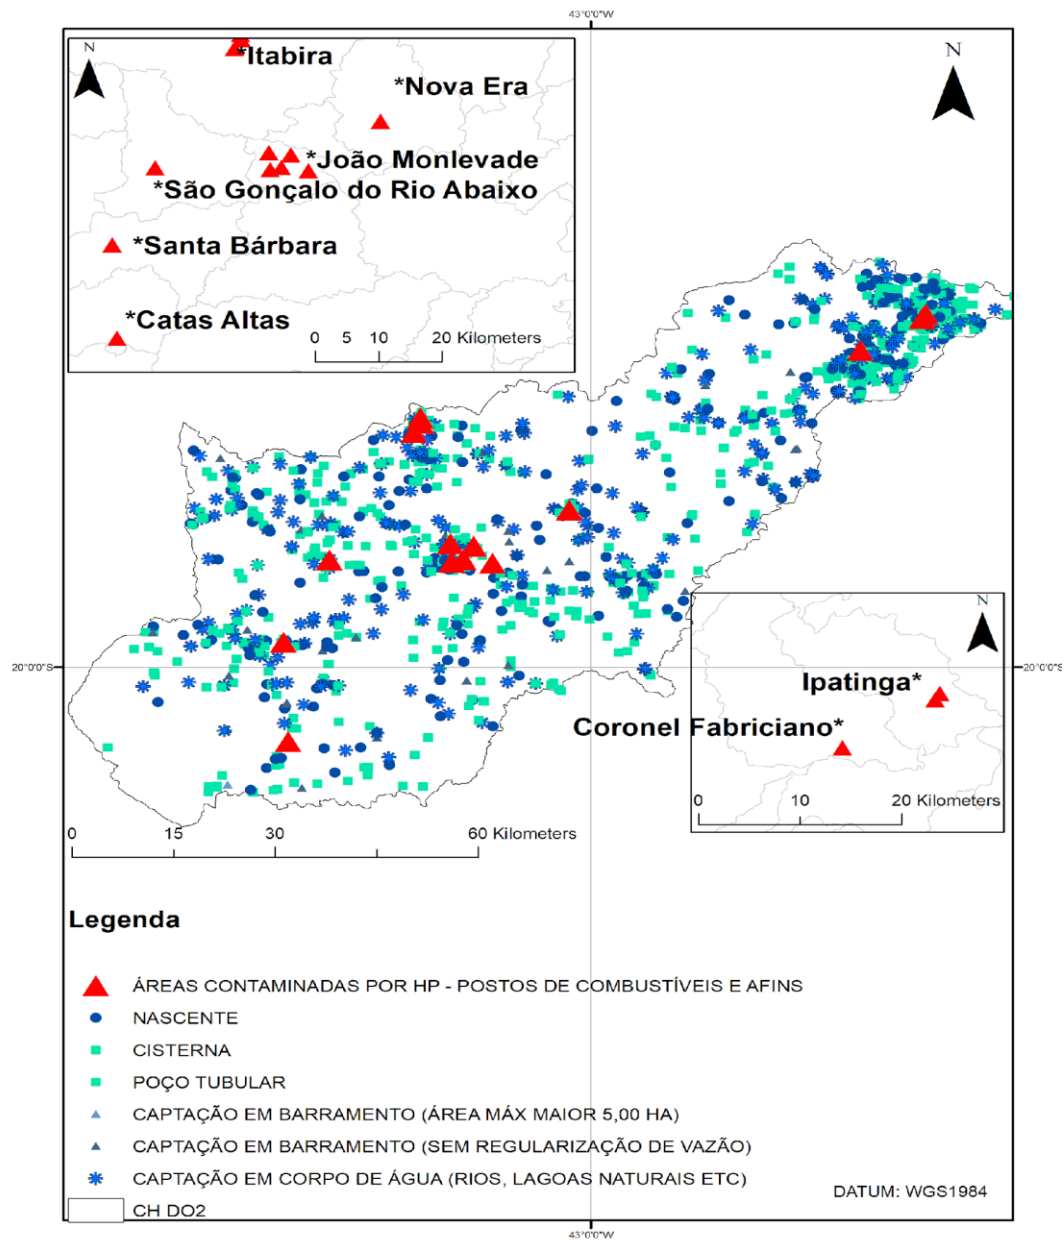 43°0'0"W
N
N
*Itabira
*Nova Era
*João Monlevade
*São Gonçalo do Rio Abaixo
*Santa Bárbara
*Catas Altas
0 5 10 20 Kilometers
20°0'0"S
20°0'0"S
N
Ipatinga*
Coronel Fabriciano*
0 10 20 Kilometers
0 15 30 60 Kilometers
Legenda
ÁREAS CONTAMINADAS POR HP - POSTOS DE COMBUSTÍVEIS E AFINS
NASCENTE
CISTERNA
POÇO TUBULAR
CAPTAÇÃO EM BARRAMENTO (ÁREA MÁX MAIOR 5,00 HA)
CAPTAÇÃO EM BARRAMENTO (SEM REGULARIZAÇÃO DE VAZÃO)
CAPTAÇÃO EM CORPO DE ÁGUA (RIOS, LAGOAS NATURAIS ETC)
CH DO2
DATUM: WGS1984
43°0'0"W